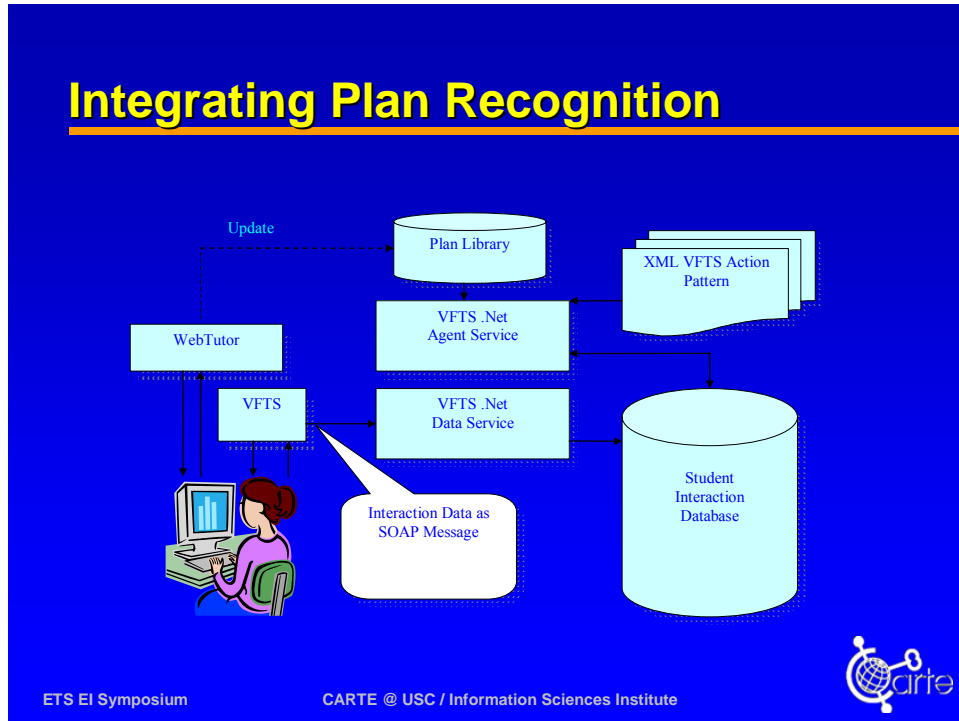 Integrating Plan Recognition
Update
Plan Library
XML VFTS Action
Pattern
VFTS .Net
Agent Service
WebTutor
VFTS
VFTS .Net
Data Service
Student
Interaction
Database
Interaction Data as
SOAP Message
ETS EI Symposium
CARTE @ USC / Information Sciences Institute
Carte